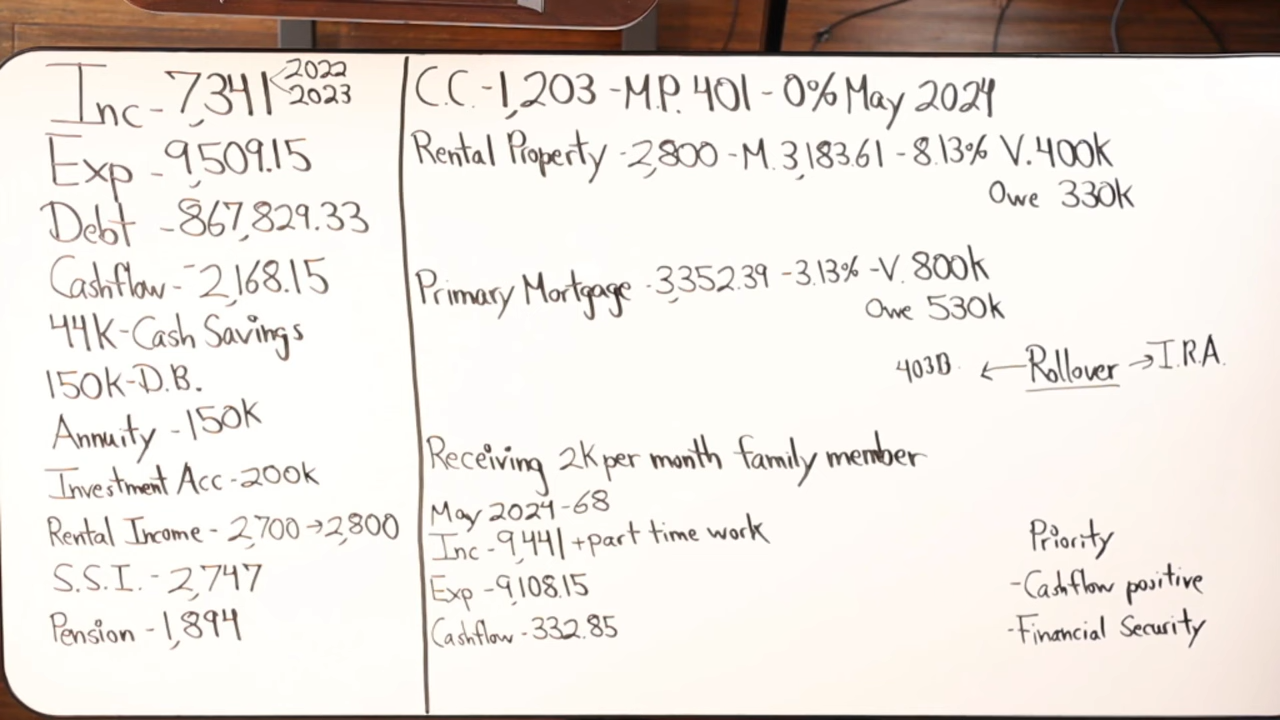 Inc - 7,341 < 2022
2023
Exp - 9,509.15
Debt - 867,829.33
Cashflow - -2,168.15
44K - Cash Savings
150K - D.B.
Annuity - 150K
Investment Acc - 200k
Rental Income - 2,700 → 2,800
S.S.I. - 2,747
Pension - 1,894
C.C. - 1,203 - M.P. 401 - 0% May 2024
Rental Property - 2,800 - M. 3,183.61 - 8.13% V. 400k
Owe 330k
Primary Mortgage - 3,352.39 - 3.13% - V. 800k
Owe 530k
403B ← Rollover → I.R.A.
Receiving 2K per month family member
May 2024 - 68
Inc - 9,441 + part time work
Exp - 9,108.15
Cashflow - 332.85
Priority
- Cashflow positive
- Financial Security